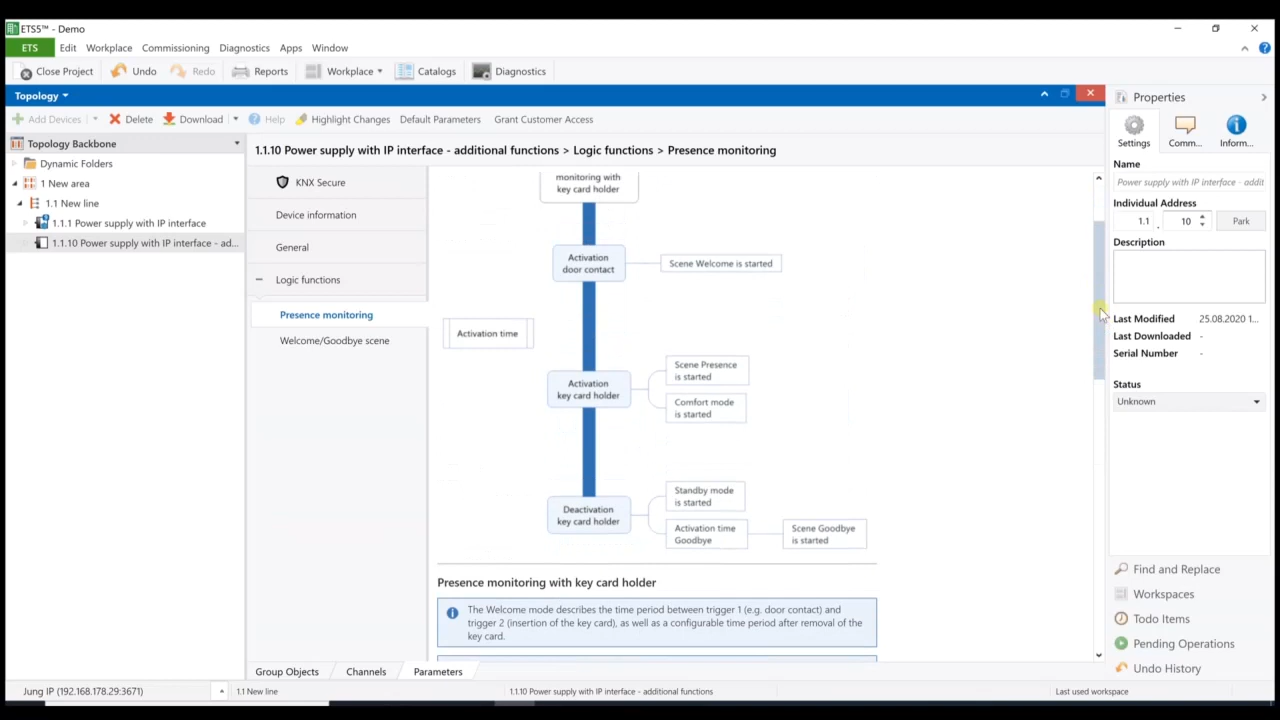 ETS5™ - Demo
ETS Edit Workplace Commissioning Diagnostics Apps Window
Close Project Undo Redo Reports Workplace Catalogs Diagnostics
Topology
Add Devices Delete Download Help Highlight Changes Default Parameters Grant Customer Access
Topology Backbone
Dynamic Folders
1 New area
1.1 New line
1.1.1 Power supply with IP interface
1.1.10 Power supply with IP interface - ad...
1.1.10 Power supply with IP interface - additional functions > Logic functions > Presence monitoring
KNX Secure
Device information
General
Logic functions
Presence monitoring
Welcome/Goodbye scene
monitoring with
key card holder
Activation
door contact
Scene Welcome is started
Activation time
Activation
key card holder
Scene Presence
is started
Comfort mode
is started
Deactivation
key card holder
Standby mode
is started
Activation time
Goodbye
Scene Goodbye
is started
Presence monitoring with key card holder
The Welcome mode describes the time period between trigger 1 (e.g. door contact) and
trigger 2 (insertion of the key card), as well as a configurable time period after removal of the
key card.
Group Objects Channels Parameters
Properties
Settings Comm... Inform...
Name
Power supply with IP interface - addit
Individual Address
1.1 . 10 Park
Description
Last Modified 25.08.2020 1...
Last Downloaded -
Serial Number -
Status
Unknown
Find and Replace
Workspaces
Todo Items
Pending Operations
Undo History
Jung IP (192.168.178.29:3671) 1.1 New line 1.1.10 Power supply with IP interface - additional functions Last used workspace